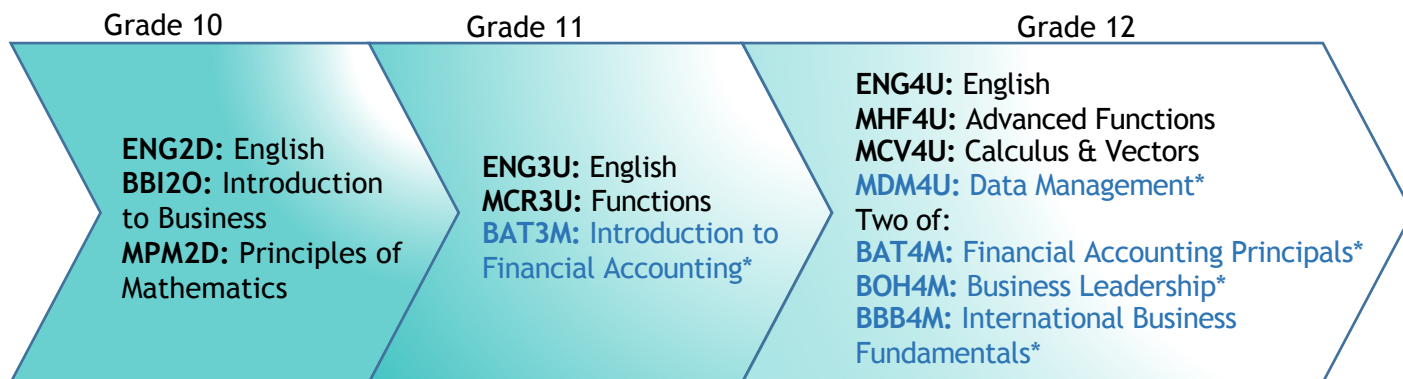 Grade 10
Grade 11
Grade 12
ENG2D: English
BBI2O: Introduction
to Business
MPM2D: Principles of
Mathematics
ENG3U: English
MCR3U: Functions
BAT3M: Introduction to
Financial Accounting*
ENG4U: English
MHF4U: Advanced Functions
MCV4U: Calculus & Vectors
MDM4U: Data Management*
Two of:
BAT4M: Financial Accounting Principals*
BOH4M: Business Leadership*
BBB4M: International Business
Fundamentals*